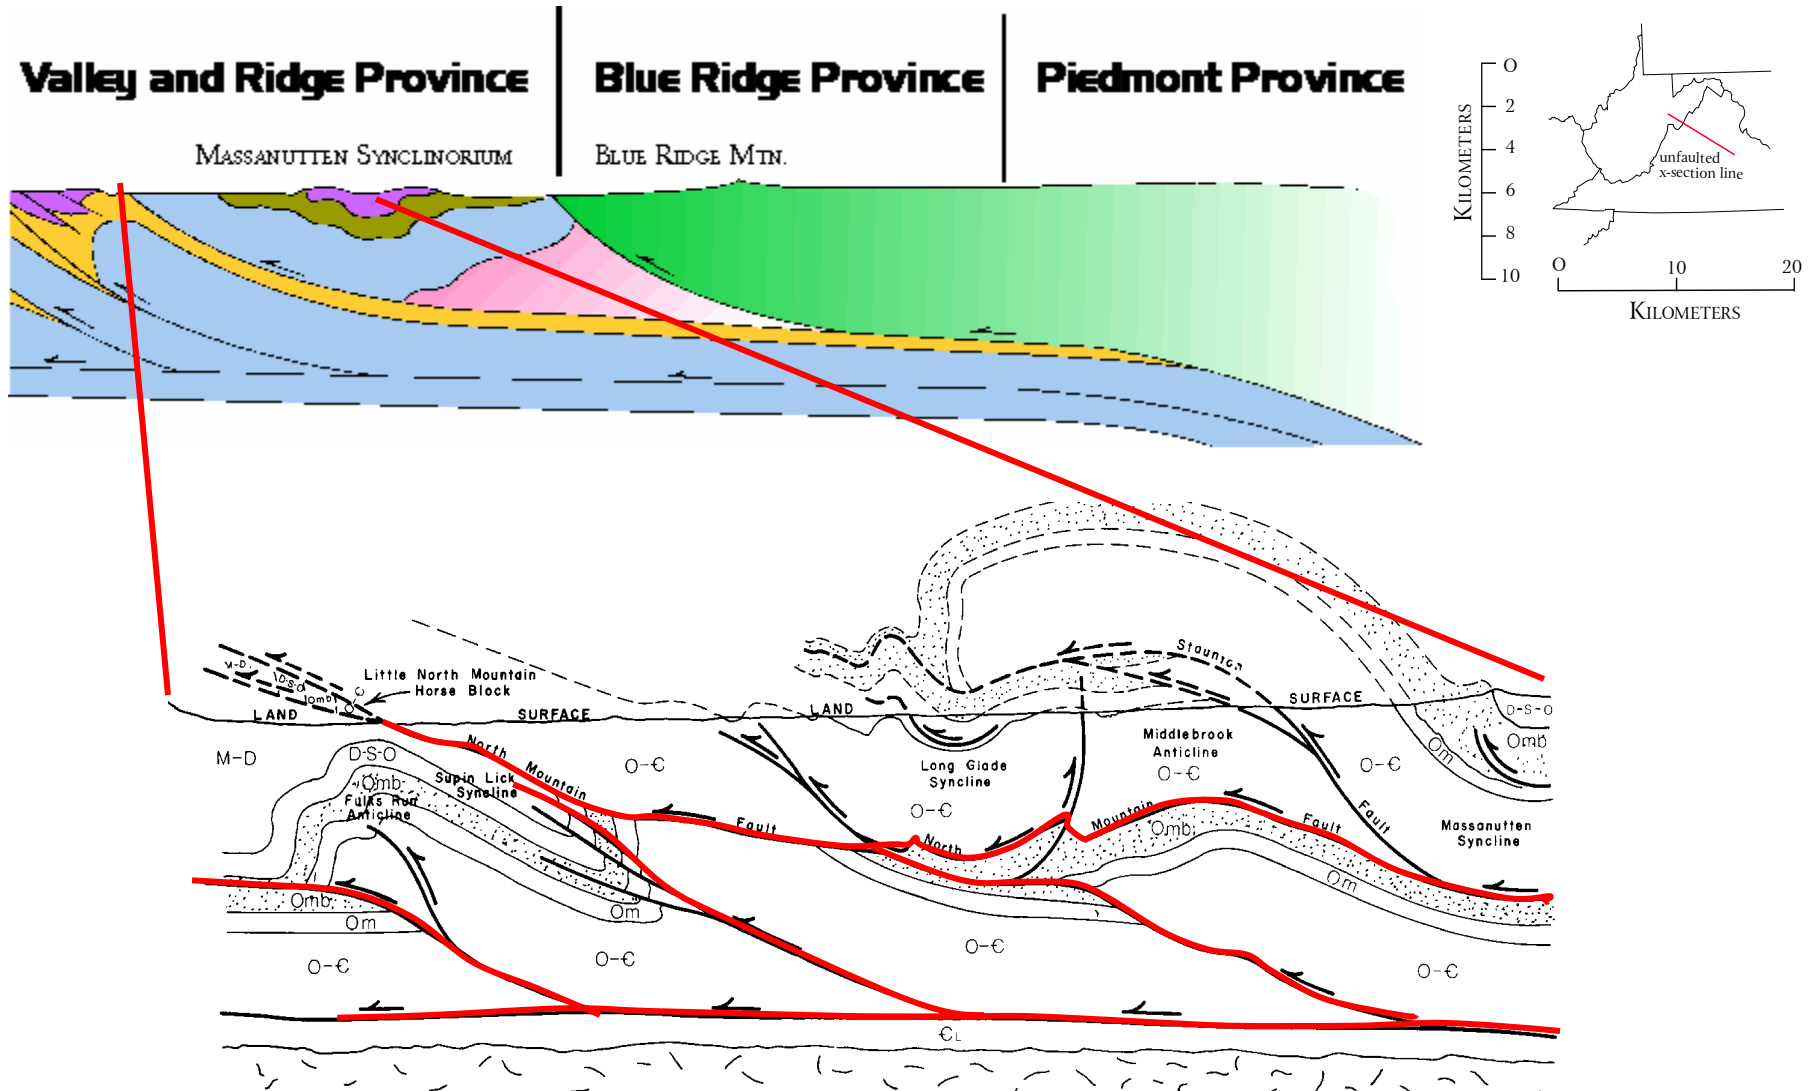 Valley and Ridge Province
Blue Ridge Province
Piedmont Province
MASSANUTTEN SYNCLINORIUM
BLUE RIDGE MTN.
KILOMETERS
O
2
4
6
8
10
unfaulted
x-section line
O
10
20
KILOMETERS
M-D
D-S-O
Omb
O-Є
Little North Mountain
Horse Block
LAND
SURFACE
LAND
SURFACE
Staunton
D-S-O
Omb
Om
M-D
D-S-O
Omb
Fulks Run
Anticline
Supin Lick
Syncline
North
Mountain
Fault
O-Є
Long Glade
Syncline
O-Є
Middlebrook
Anticline
O-Є
O-Є
Fault
Massanutten
Syncline
North
Mountain
Fault
Omb
Om
Omb
Om
Om
O-Є
O-Є
O-Є
O-Є
ЄL